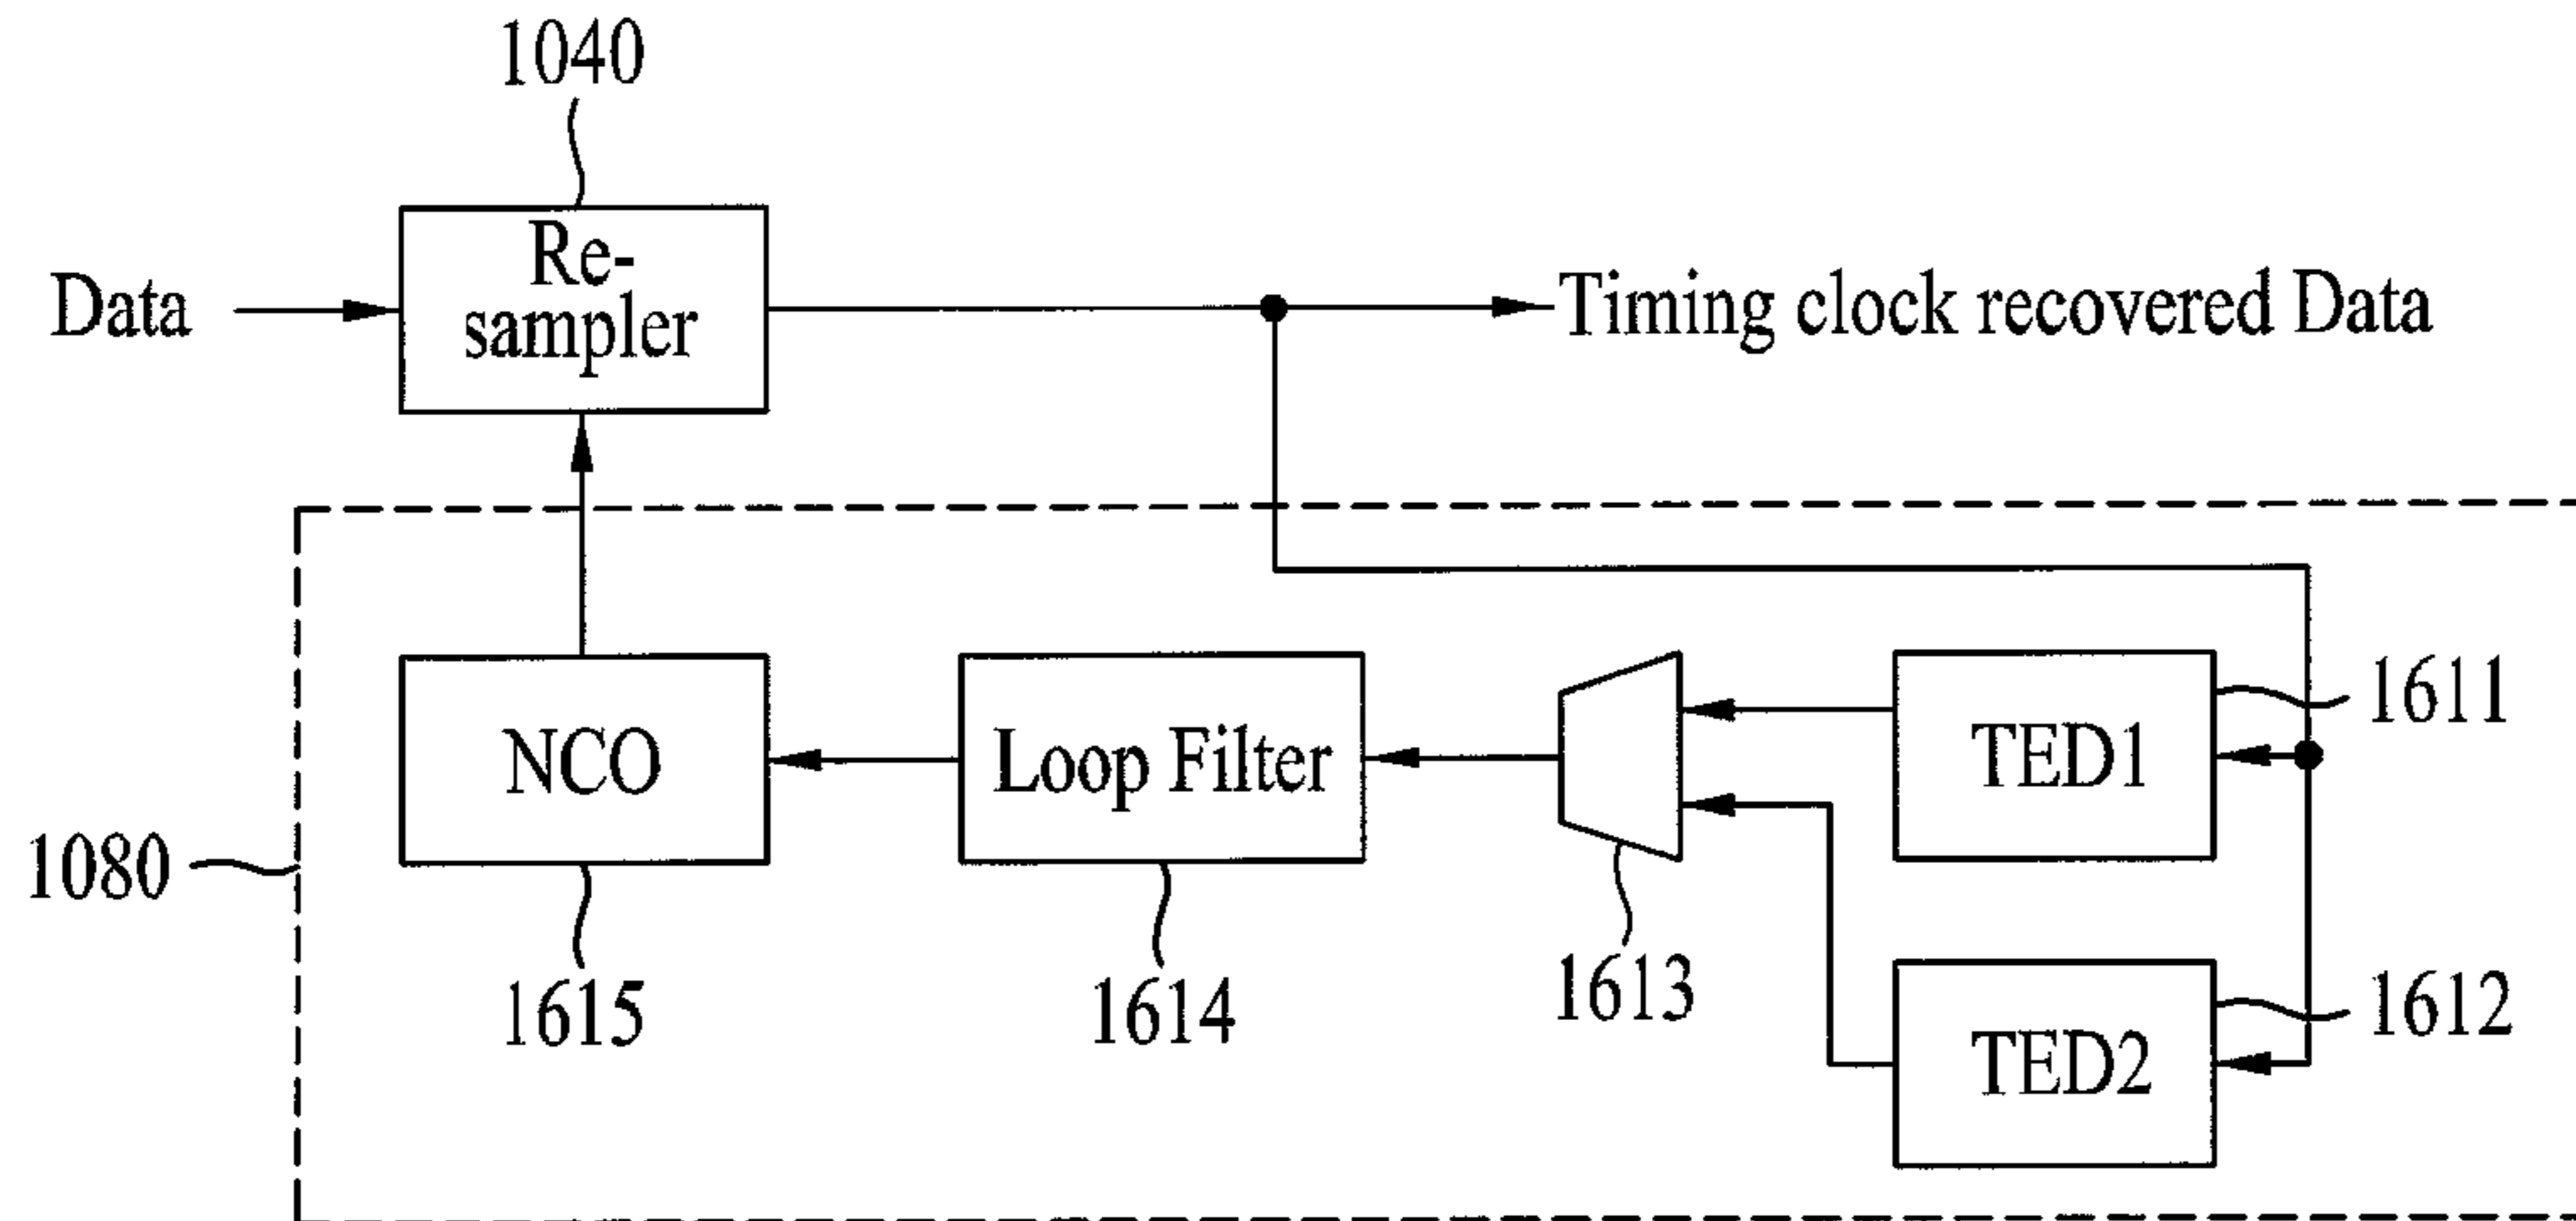 1040
Re-
sampler
Data
Timing clock recovered Data
1611
TED1
NCO
Loop Filter
1080
1613
1615
1614
1612
TED2